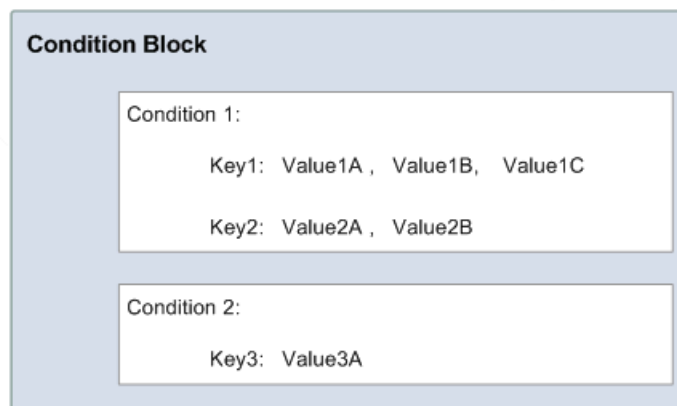 Condition Block
Condition 1:
Key1: Value1A , Value1B, Value1C
Key2: Value2A , Value2B
Condition 2:
Key3: Value3A